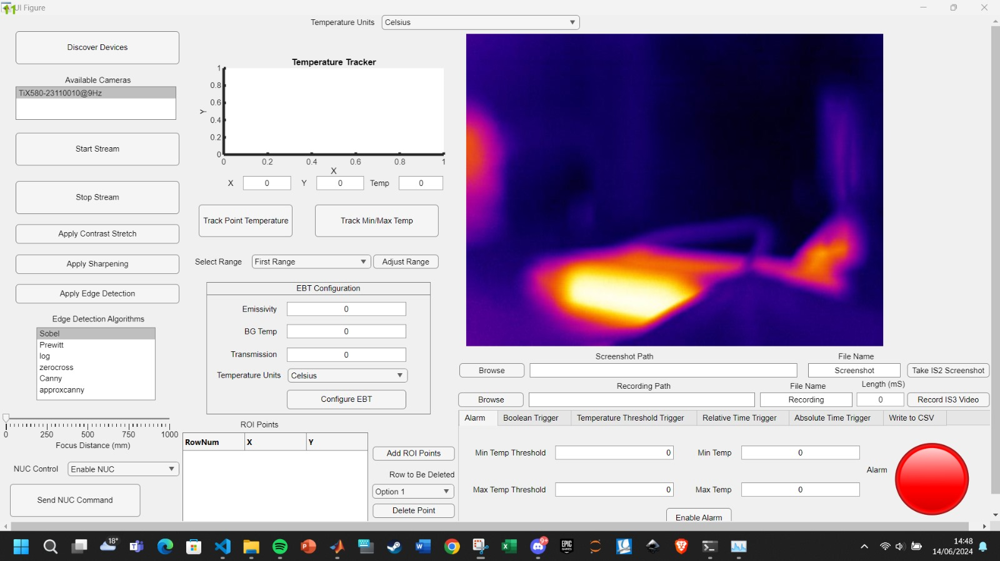 UI Figure
Temperature Units Celsius
Discover Devices
Available Cameras
TiX580-23110010@9Hz
Start Stream
Stop Stream
Apply Contrast Stretch
Apply Sharpening
Apply Edge Detection
Edge Detection Algorithms
Sobel
Prewitt
log
zerocross
Canny
approxcanny
0 250 500 750 1000
Focus Distance (mm)
NUC Control Enable NUC
Send NUC Command
Temperature Tracker
1
0.8
0.6
Y
0.4
0.2
0
0 0.2 0.4 0.6 0.8 1
X
X 0 Y 0 Temp 0
Track Point Temperature Track Min/Max Temp
Select Range First Range Adjust Range
EBT Configuration
Emissivity 0
BG Temp 0
Transmission 0
Temperature Units Celsius
Configure EBT
ROI Points
RowNum X Y
Add ROI Points
Row to Be Deleted
Option 1
Delete Point
Screenshot Path File Name
Browse Screenshot Take IS2 Screenshot
Recording Path File Name Length (mS)
Browse Recording 0 Record IS3 Video
Alarm Boolean Trigger Temperature Threshold Trigger Relative Time Trigger Absolute Time Trigger Write to CSV
Min Temp Threshold 0 Min Temp 0
Alarm
Max Temp Threshold 0 Max Temp 0
Enable Alarm
18°
9+
EPIC
GAMES
14:48
14/06/2024